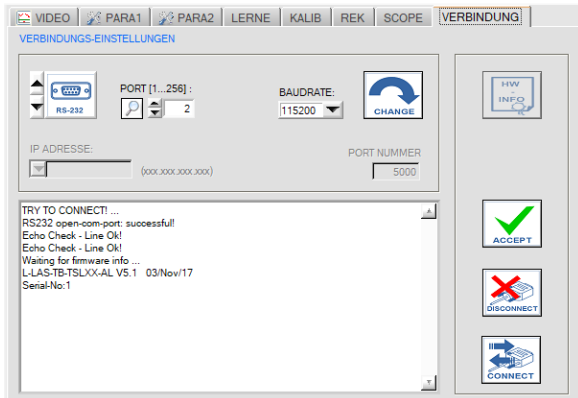 VIDEO PARA1 PARA2 LERNE KALIB REK SCOPE VERBINDUNG
VERBINDUNGS-EINSTELLUNGEN
RS-232
PORT [1...256] :
2
BAUDRATE:
115200
CHANGE
HW
-
INFO
IP ADRESSE:
(xxx.xxx.xxx.xxx)
PORT NUMMER
5000
TRY TO CONNECT! ...
RS232 open-com-port: successful!
Echo Check - Line Ok!
Echo Check - Line Ok!
Waiting for firmware info ...
L-LAS-TB-TSLXX-AL V5.1 03/Nov/17
Serial-No:1
ACCEPT
DISCONNECT
CONNECT